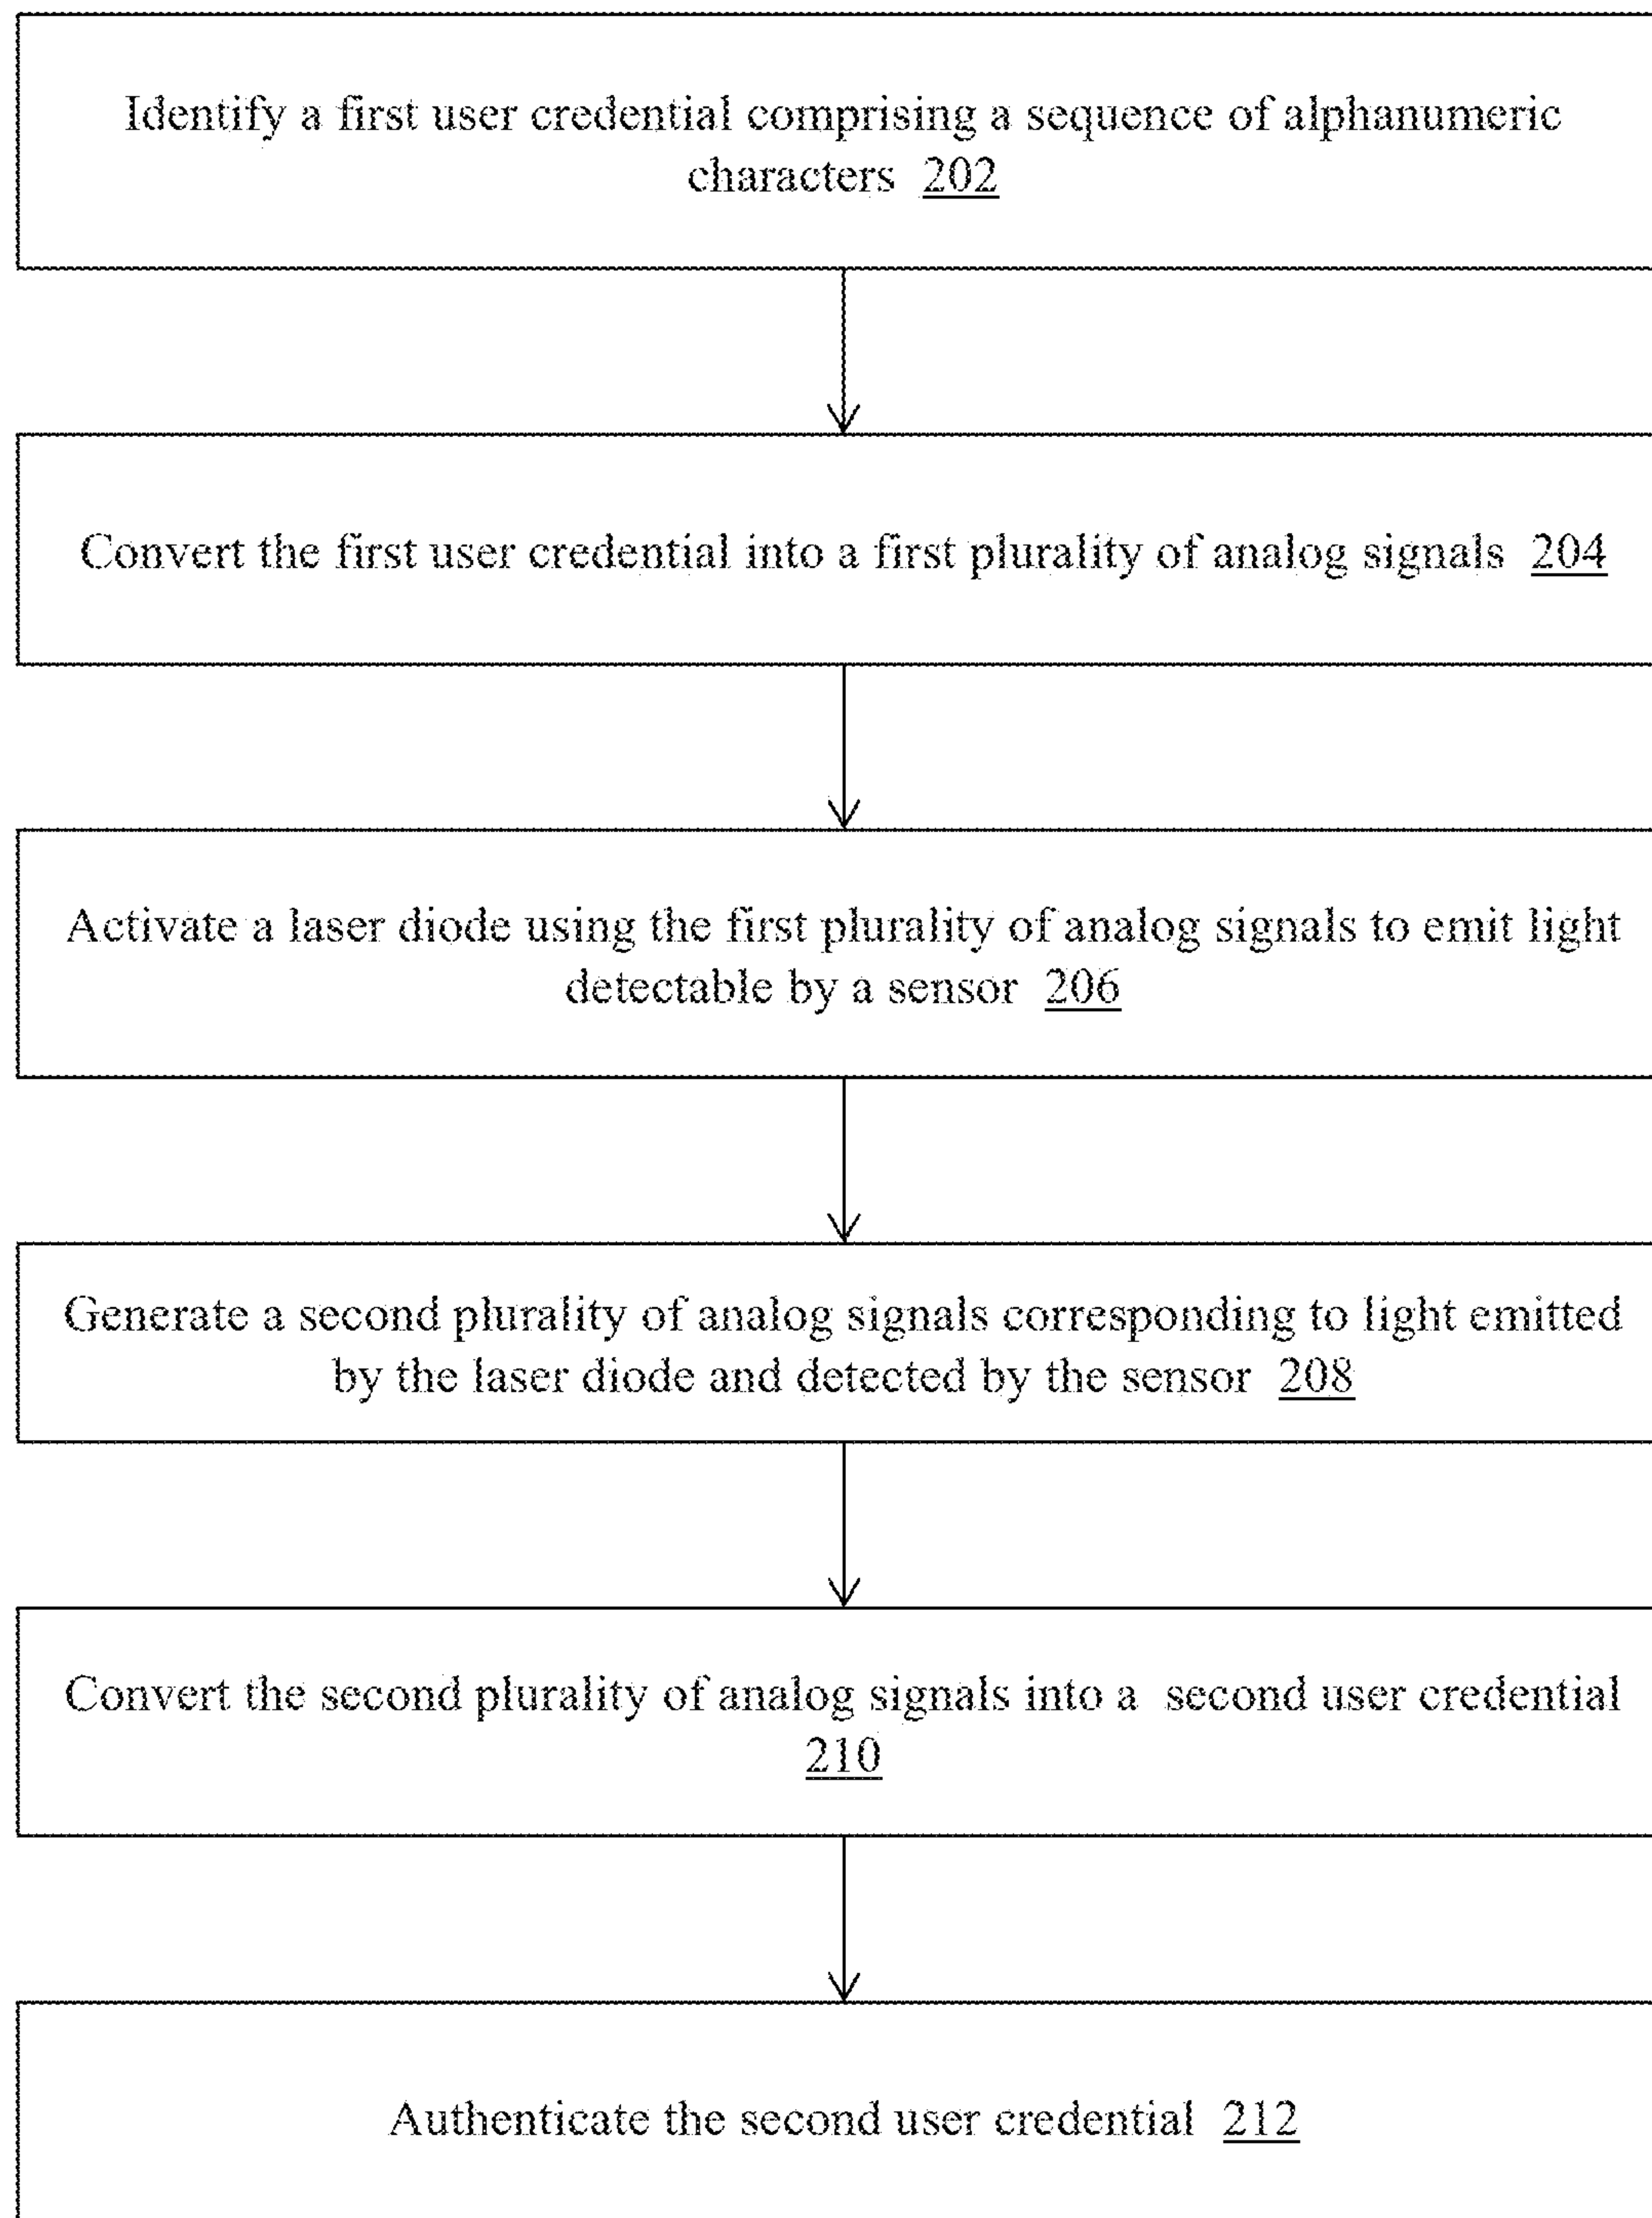 Identify a first user credential comprising a sequence of alphanumeric
characters 202
Convert the first user credential into a first plurality of analog signals 204
Activate a laser diode using the first plurality of analog signals to emit light
detectable by a sensor 206
Generate a second plurality of analog signals corresponding to light emitted
by the laser diode and detected by the sensor 208
Convert the second plurality of analog signals into a second user credential
210
Authenticate the second user credential 212